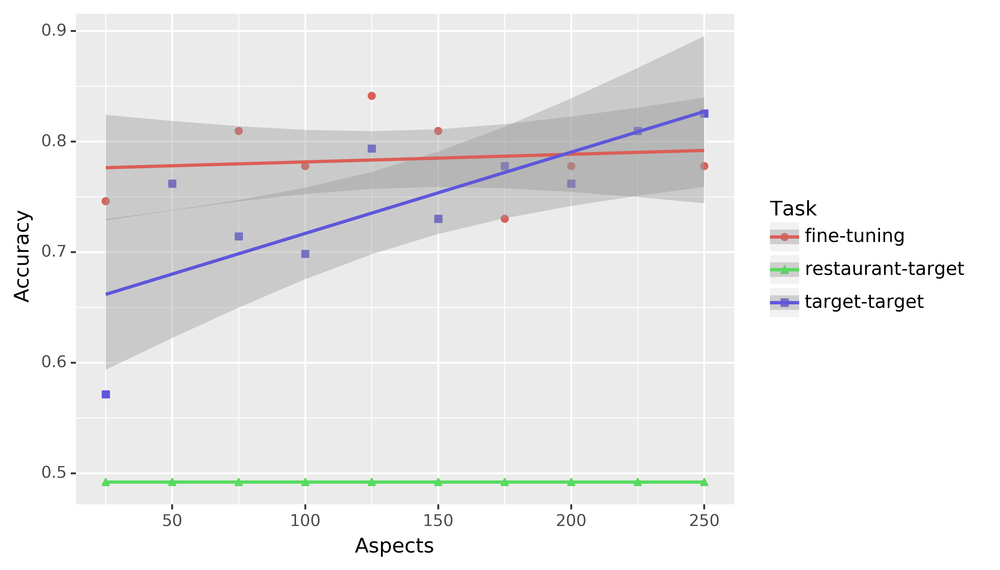 0.9
0.8
0.7
0.6
0.5
Accuracy
50 100 150 200 250
Aspects
Task
fine-tuning
restaurant-target
target-target